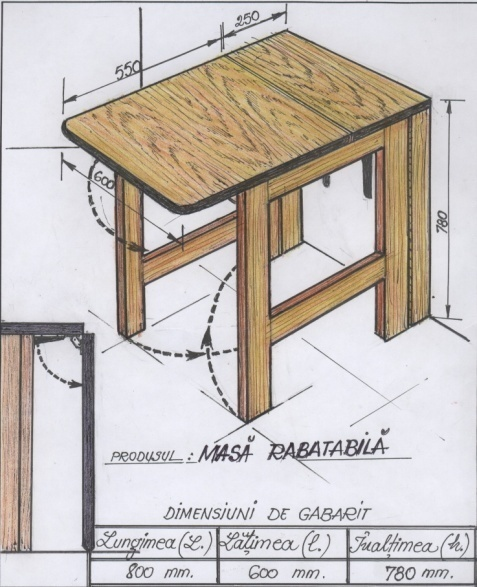 250
550
600
780
PRODUSUL : MASĂ RABATABILĂ
DIMENSIUNI DE GABARIT
Lungimea (L.) Lățimea (l.) Înălțimea (h.)
800 mm. 600 mm. 780 mm.